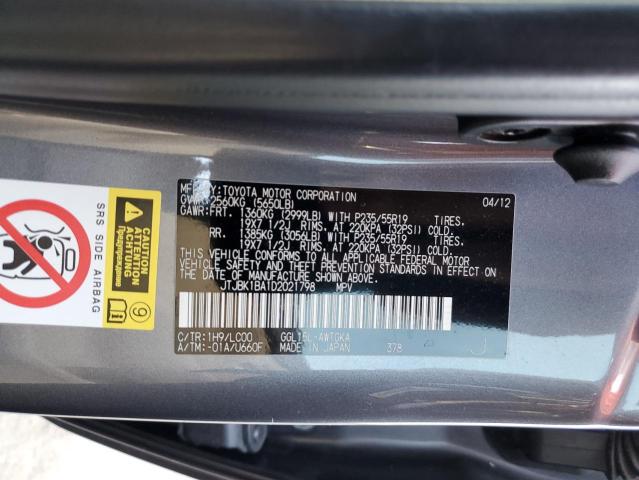 MFD BY: TOYOTA MOTOR CORPORATION 04/12
GVWR: 2560KG (5650LB)
GAWR: FRT. 1360KG (2999LB) WITH P235/55R19 TIRES,
19X7 1/2J RIMS, AT 220KPA (32PSI) COLD.
RR. 1385KG (3056LB) WITH P235/55R19 TIRES,
19X7 1/2J RIMS, AT 220KPA (32PSI) COLD.
THIS VEHICLE CONFORMS TO ALL APPLICABLE FEDERAL MOTOR
VEHICLE SAFETY AND THEFT PREVENTION STANDARDS IN EFFECT ON
THE DATE OF MANUFACTURE SHOWN ABOVE.
JTJBK1BA1D2021798 MPV
C/TR: 1H9/LC00 GGL15L-AWTGKA
A/TM: -01A/U660F MADE IN JAPAN 378
J
CAUTION
ATTENTION
ACHTUNG
Предупреждение
SRS SIDE AIRBAG